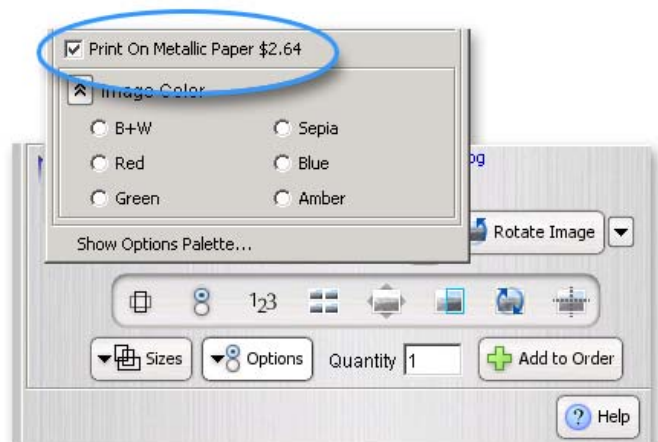 Print On Metallic Paper $2.64
Image Color
B+W Sepia
Red Blue
Green Amber
Show Options Palette...
Rotate Image
123
Sizes Options Quantity 1 Add to Order
? Help